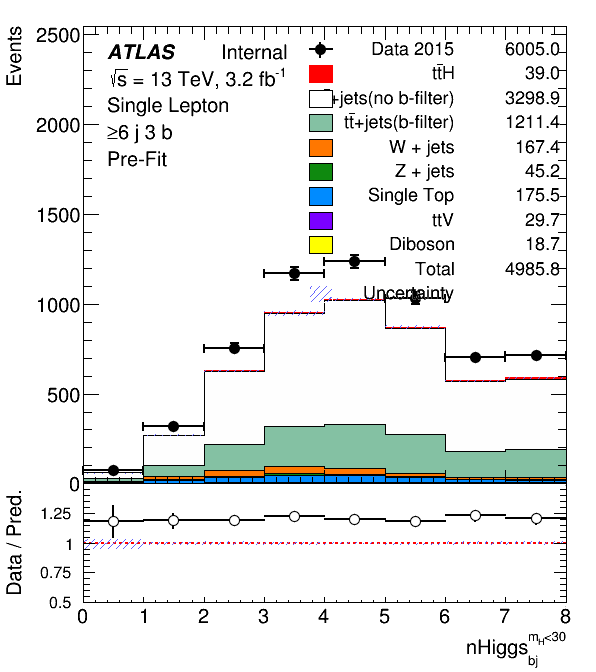 Events
2500
2000
1500
1000
500
0
ATLAS Internal
√s = 13 TeV, 3.2 fb⁻¹
Single Lepton
≥6 j 3 b
Pre-Fit
Data 2015 6005.0
tt̄H 39.0
+jets(no b-filter) 3298.9
tt̄+jets(b-filter) 1211.4
W + jets 167.4
Z + jets 45.2
Single Top 175.5
ttV 29.7
Diboson 18.7
Total 4985.8
Uncertainty
Data / Pred.
1.25
1
0.75
0.5
0 1 2 3 4 5 6 7 8
nHiggs_bj^m_H<30